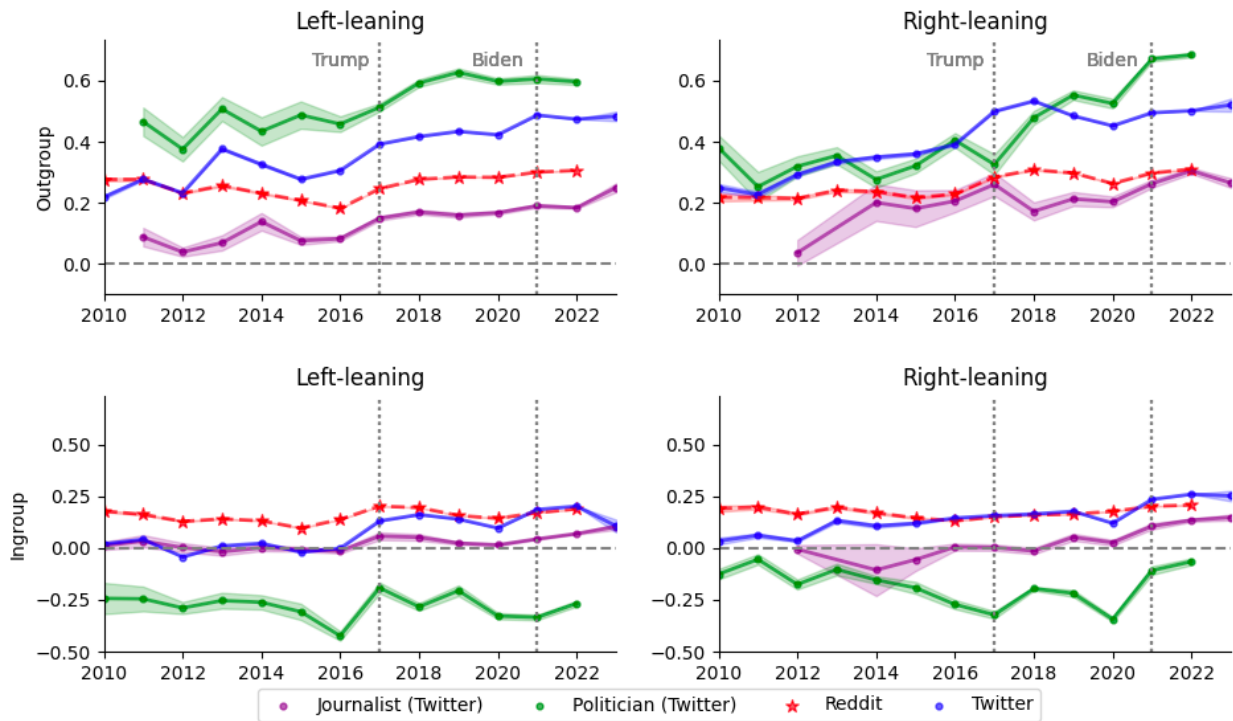 Left-leaning
Right-leaning
Outgroup
0.6
0.4
0.2
0.0
Trump
Biden
2010 2012 2014 2016 2018 2020 2022
Trump
Biden
0.6
0.4
0.2
0.0
2010 2012 2014 2016 2018 2020 2022
Left-leaning
Right-leaning
Ingroup
0.50
0.25
0.00
−0.25
−0.50
2010 2012 2014 2016 2018 2020 2022
0.50
0.25
0.00
−0.25
−0.50
2010 2012 2014 2016 2018 2020 2022
Journalist (Twitter) Politician (Twitter) Reddit Twitter